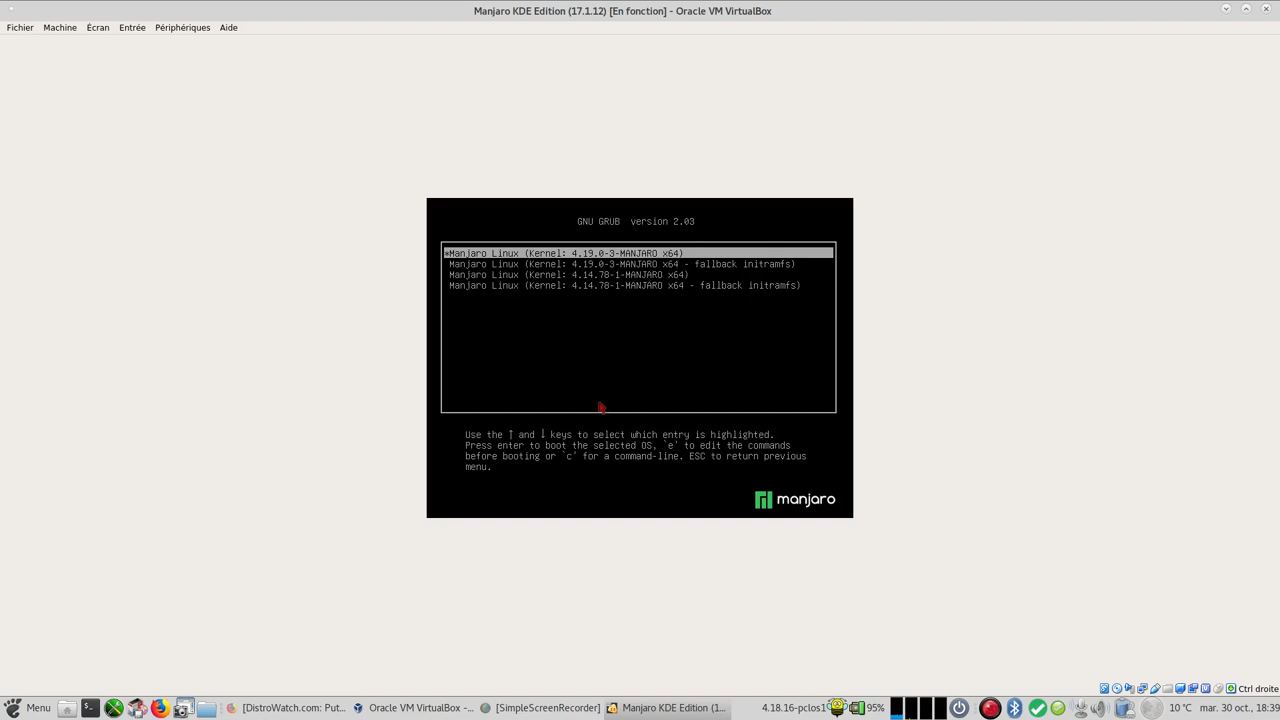 Manjaro KDE Edition (17.1.12) [En fonction] - Oracle VM VirtualBox
Fichier Machine Écran Entrée Périphériques Aide
GNU GRUB version 2.03
*Manjaro Linux (Kernel: 4.19.0-3-MANJARO x64)
Manjaro Linux (Kernel: 4.19.0-3-MANJARO x64 - fallback initramfs)
Manjaro Linux (Kernel: 4.14.78-1-MANJARO x64)
Manjaro Linux (Kernel: 4.14.78-1-MANJARO x64 - fallback initramfs)
Use the ↑ and ↓ keys to select which entry is highlighted.
Press enter to boot the selected OS, `e' to edit the commands
before booting or `c' for a command-line. ESC to return previous
menu.
manjaro
Ctrl droite
Menu [DistroWatch.com: Put... Oracle VM VirtualBox -... [SimpleScreenRecorder] Manjaro KDE Edition (1... 4.18.16-pclos1 95% 10 °C mar. 30 oct., 18:39